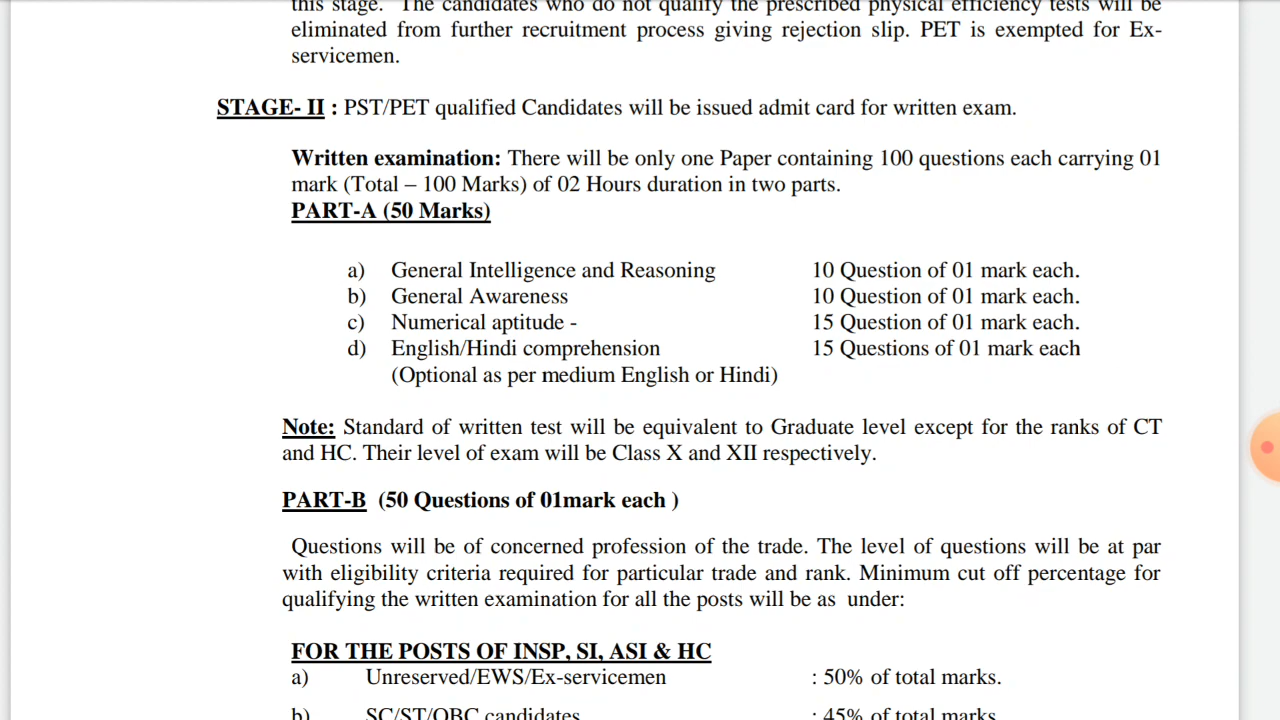 this stage. The candidates who do not qualify the prescribed physical efficiency tests will be
eliminated from further recruitment process giving rejection slip. PET is exempted for Ex-
servicemen.
STAGE- II : PST/PET qualified Candidates will be issued admit card for written exam.
Written examination: There will be only one Paper containing 100 questions each carrying 01
mark (Total – 100 Marks) of 02 Hours duration in two parts.
PART-A (50 Marks)
a) General Intelligence and Reasoning 10 Question of 01 mark each.
b) General Awareness 10 Question of 01 mark each.
c) Numerical aptitude - 15 Question of 01 mark each.
d) English/Hindi comprehension 15 Questions of 01 mark each
(Optional as per medium English or Hindi)
Note: Standard of written test will be equivalent to Graduate level except for the ranks of CT
and HC. Their level of exam will be Class X and XII respectively.
PART-B (50 Questions of 01mark each )
Questions will be of concerned profession of the trade. The level of questions will be at par
with eligibility criteria required for particular trade and rank. Minimum cut off percentage for
qualifying the written examination for all the posts will be as under:
FOR THE POSTS OF INSP, SI, ASI & HC
a) Unreserved/EWS/Ex-servicemen : 50% of total marks.
b) SC/ST/OBC candidates : 45% of total marks